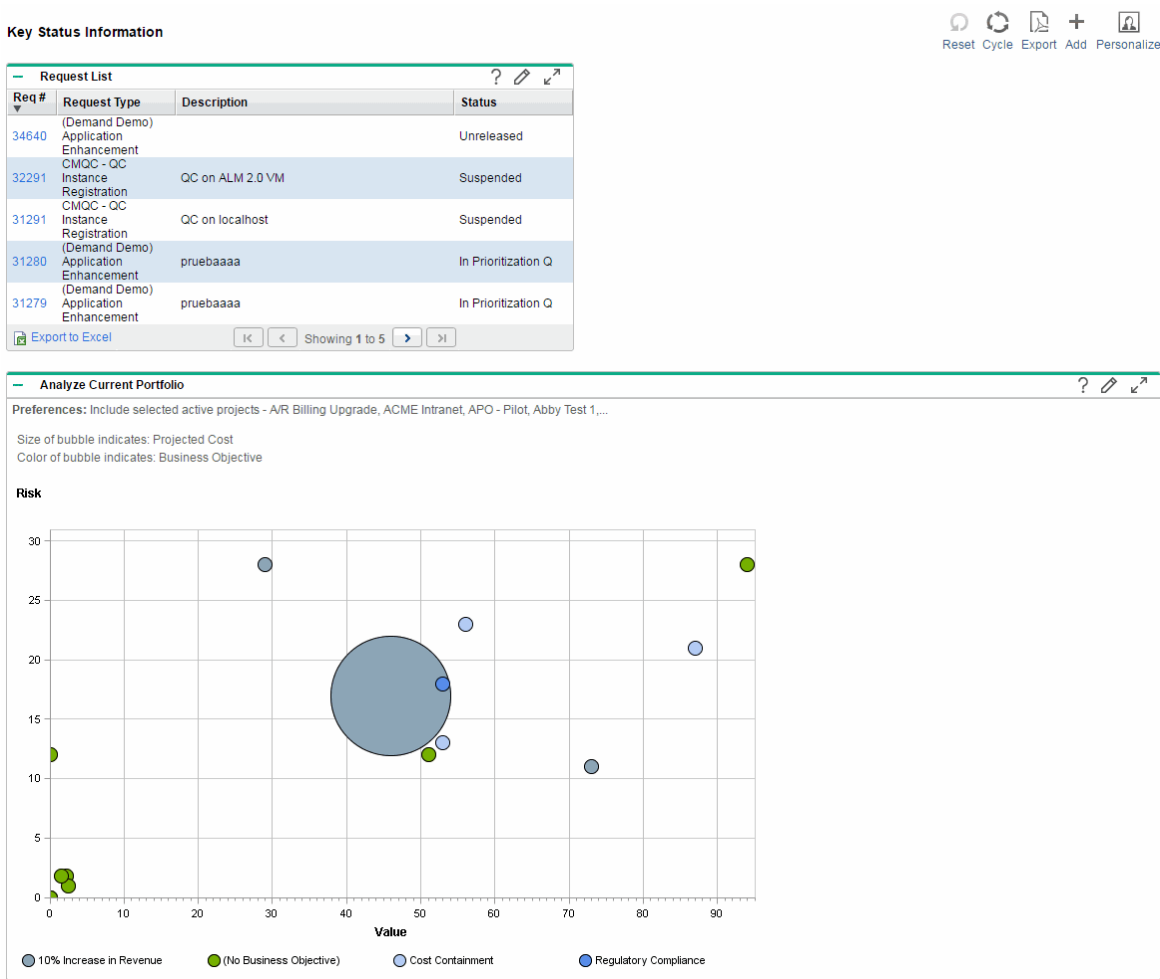 Key Status Information
Reset Cycle Export Add Personalize
Request List
?
Req # Request Type Description Status
(Demand Demo)
34640 Application Unreleased
Enhancement
CMQC - QC
32291 Instance QC on ALM 2.0 VM Suspended
Registration
CMQC - QC
31291 Instance QC on localhost Suspended
Registration
(Demand Demo)
31280 Application pruebaaaa In Prioritization Q
Enhancement
(Demand Demo)
31279 Application pruebaaaa In Prioritization Q
Enhancement
Export to Excel Showing 1 to 5
Analyze Current Portfolio
?
Preferences: Include selected active projects - A/R Billing Upgrade, ACME Intranet, APO - Pilot, Abby Test 1,...
Size of bubble indicates: Projected Cost
Color of bubble indicates: Business Objective
Risk
30
25
20
15
10
5
0
0 10 20 30 40 50 60 70 80 90
Value
10% Increase in Revenue (No Business Objective) Cost Containment Regulatory Compliance